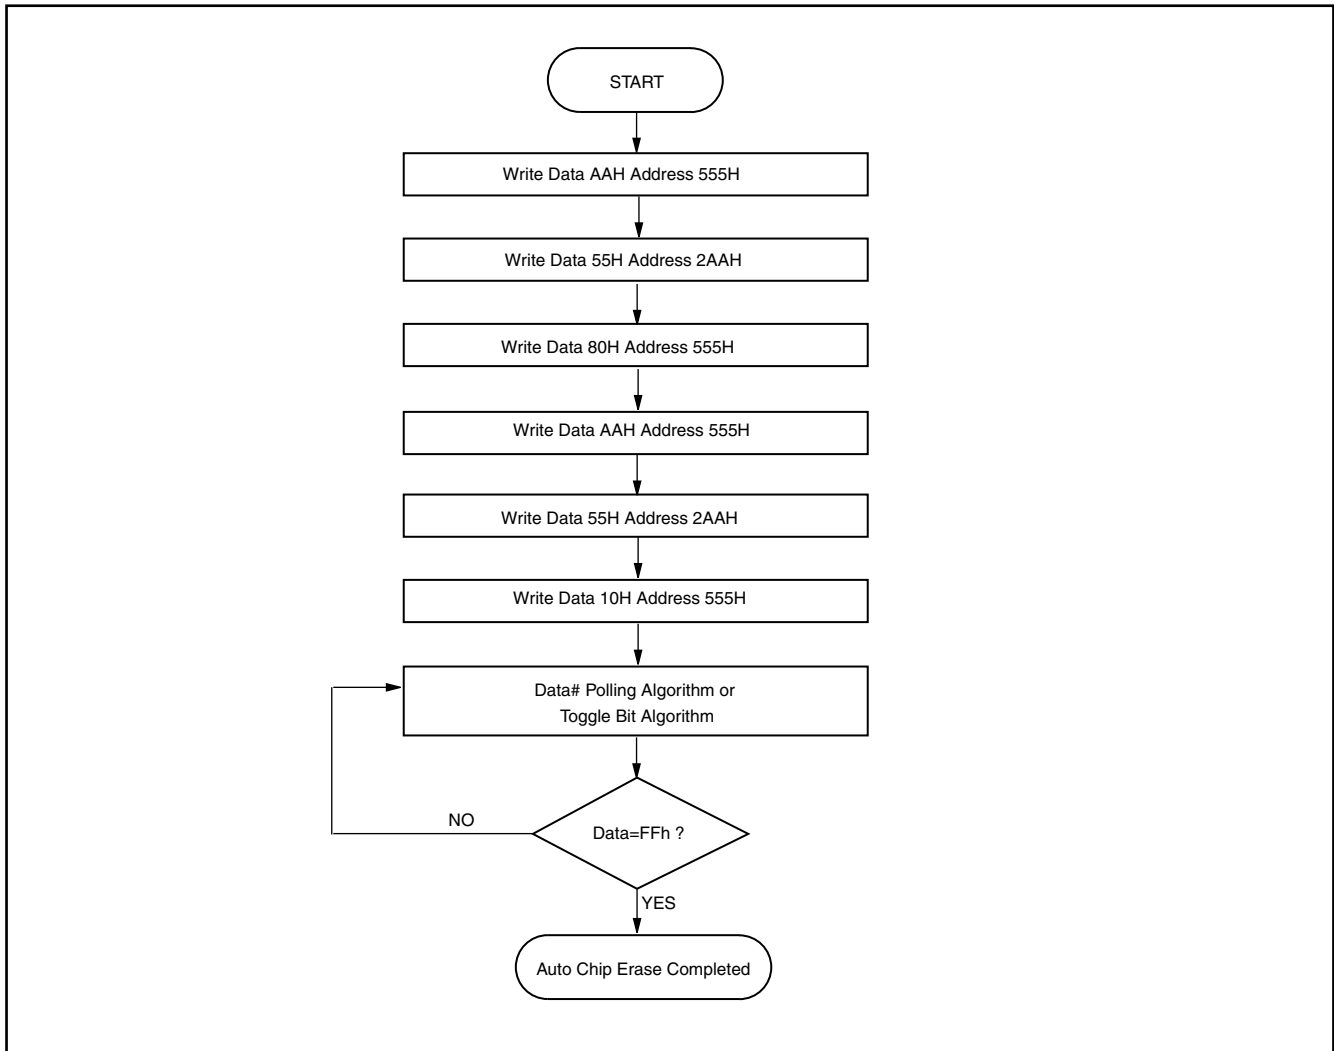 START
Write Data AAH Address 555H
Write Data 55H Address 2AAH
Write Data 80H Address 555H
Write Data AAH Address 555H
Write Data 55H Address 2AAH
Write Data 10H Address 555H
Data# Polling Algorithm or
Toggle Bit Algorithm
NO
Data=FFh ?
YES
Auto Chip Erase Completed